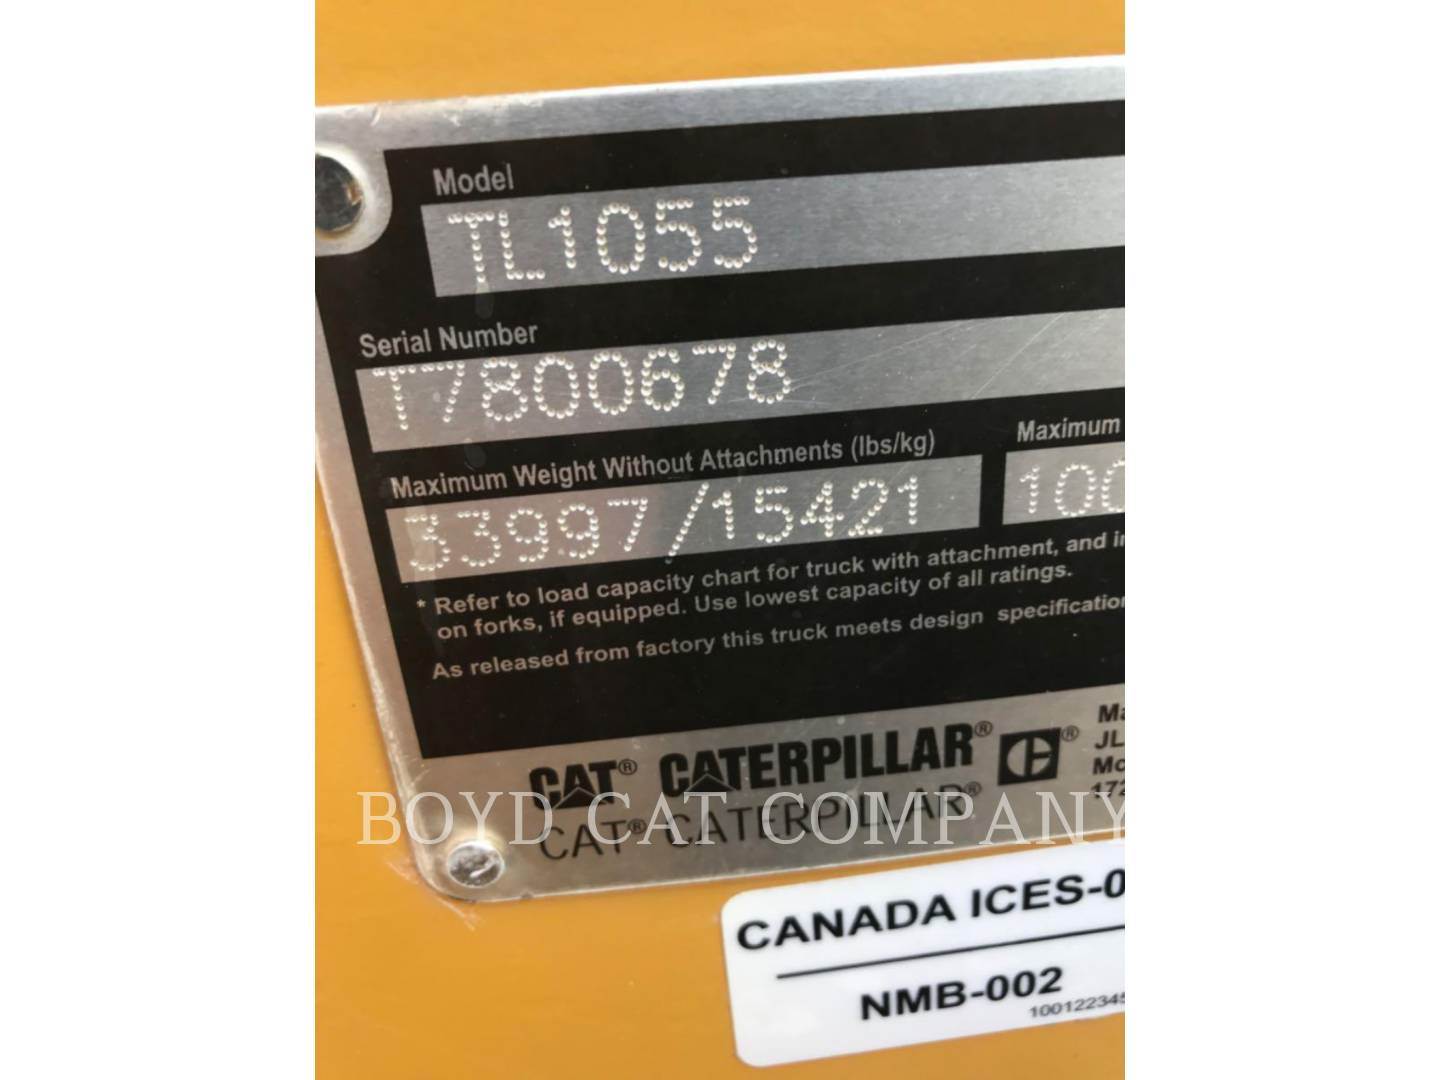 Model
TL1055
Serial Number
T7800678
Maximum Weight Without Attachments (lbs/kg) Maximum
33997/15421
* Refer to load capacity chart for truck with attachment, and
on forks, if equipped. Use lowest capacity of all ratings.
As released from factory this truck meets design
CAT® CATERPILLAR® ®
CAT® CATERPILLAR®
BOYD CAT COMPANY
CANADA ICES-0
NMB-002